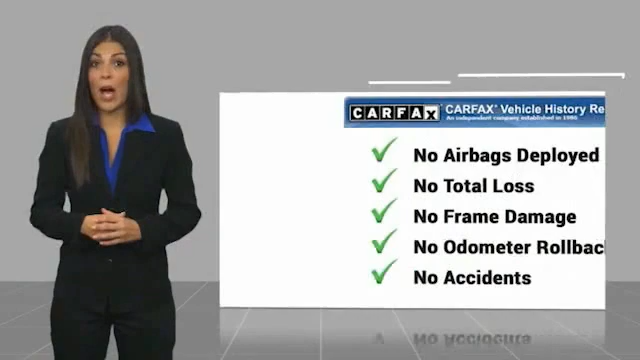 CARFAX CARFAX® Vehicle History Re
An independent company established in 1986
No Airbags Deployed
No Total Loss
No Frame Damage
No Odometer Rollbac
No Accidents